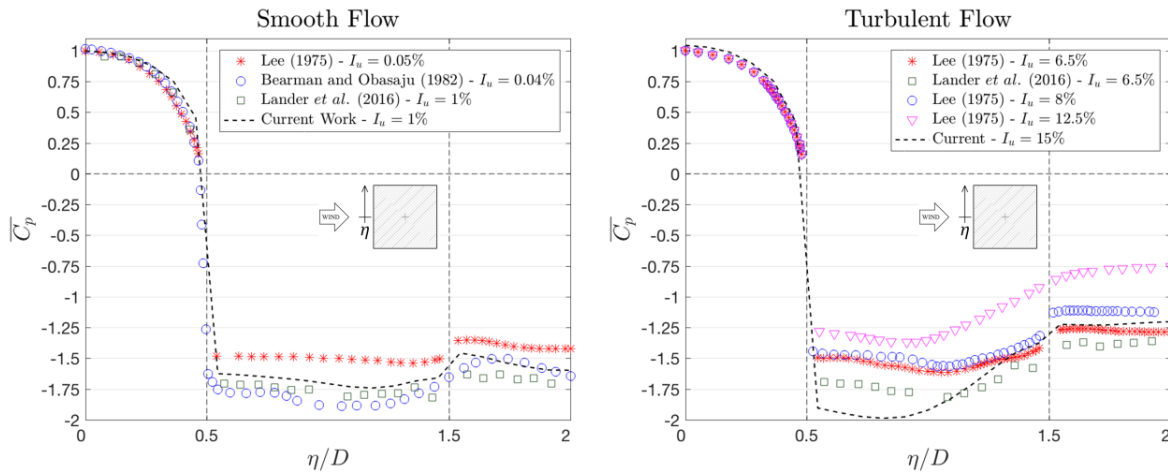 Smooth Flow
1
0.75
0.5
0.25
0
-0.25
-0.5
-0.75
-1
-1.25
-1.5
-1.75
-2
$\overline{C_p}$
Lee (1975) - $I_u = 0.05\%$
Bearman and Obasaju (1982) - $I_u = 0.04\%$
Lander et al. (2016) - $I_u = 1\%$
Current Work - $I_u = 1\%$
WIND
η
0
0.5
1.5
2
η/D
Turbulent Flow
1
0.75
0.5
0.25
0
-0.25
-0.5
-0.75
-1
-1.25
-1.5
-1.75
-2
$\overline{C_p}$
Lee (1975) - $I_u = 6.5\%$
Lander et al. (2016) - $I_u = 6.5\%$
Lee (1975) - $I_u = 8\%$
Lee (1975) - $I_u = 12.5\%$
Current - $I_u = 15\%$
WIND
η
0
0.5
1.5
2
η/D